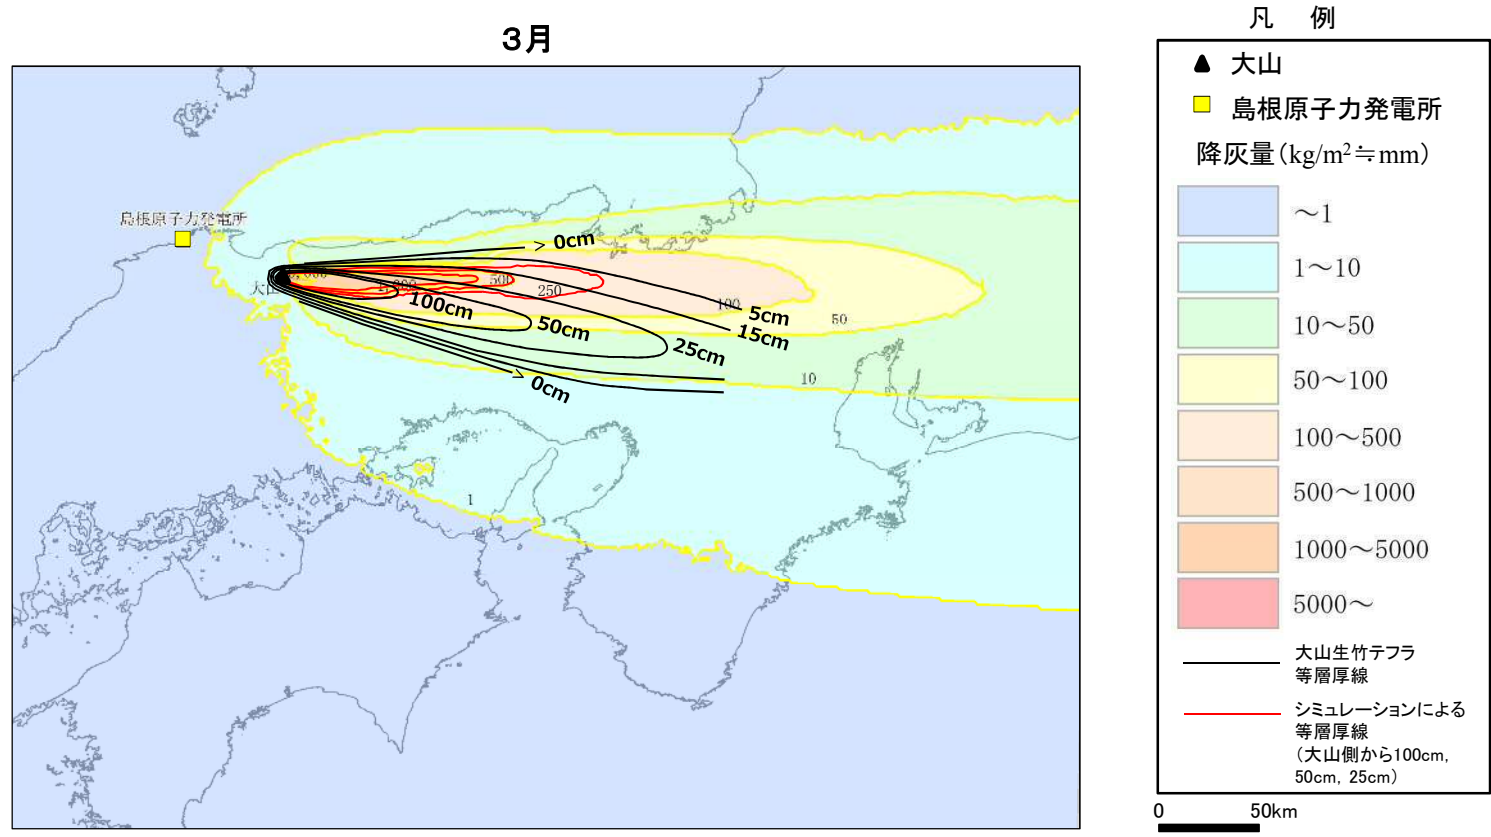 3月
凡 例
大山
島根原子力発電所
降灰量(kg/m²≒mm)
～1
1～10
10～50
50～100
100～500
500～1000
1000～5000
5000～
大山生竹テフラ
等層厚線
シミュレーションによる
等層厚線
(大山側から100cm,
50cm, 25cm)
0 50km
島根原子力発電所
大山
> 0cm
500
250
100
50
10
1
100cm
50cm
25cm
5cm
15cm
> 0cm